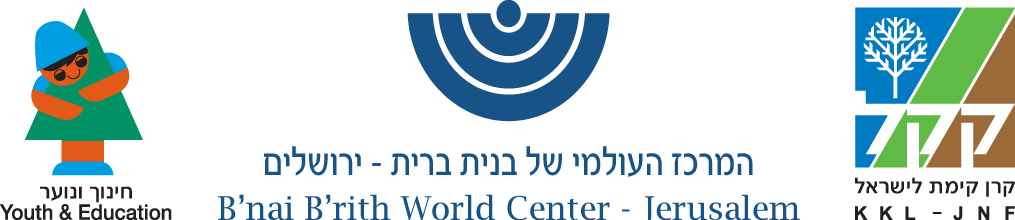 חינוך ונוער
Youth & Education
המרכז העולמי של בנית ברית - ירושלים
B'nai B'rith World Center - Jerusalem
קקל
קרן קימת לישראל
KKL-JNF